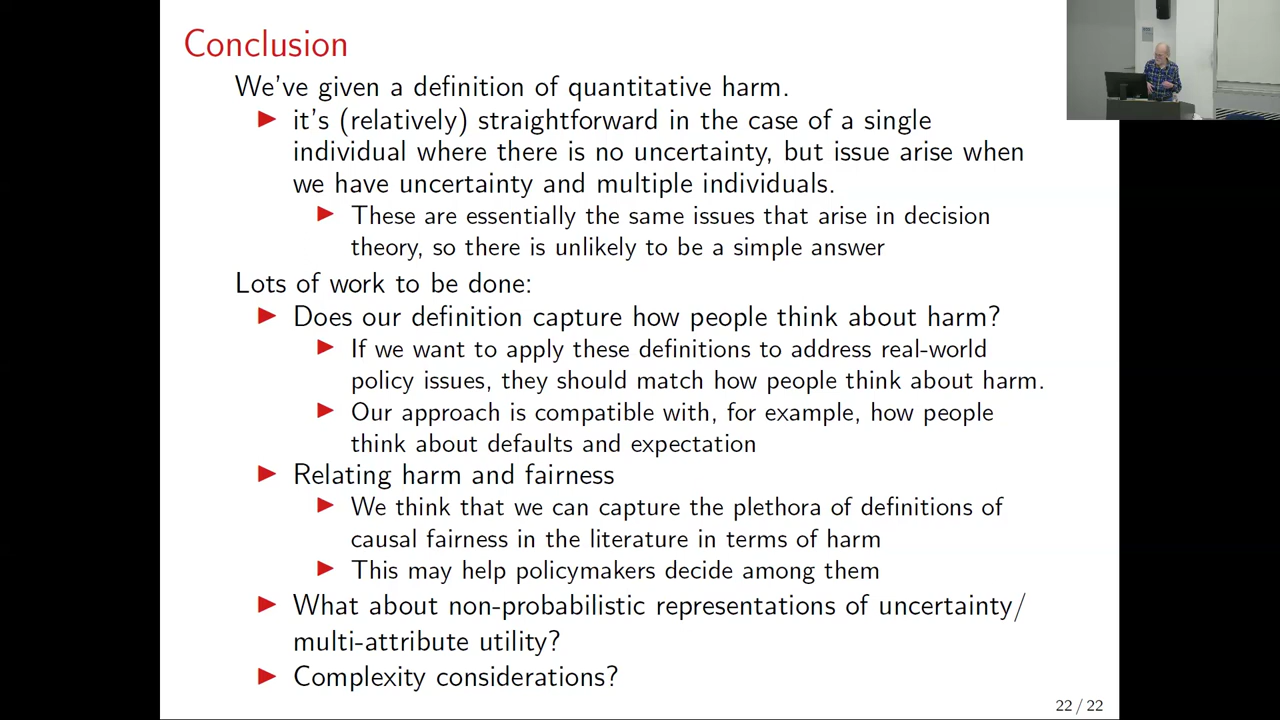 Conclusion
We've given a definition of quantitative harm.
it's (relatively) straightforward in the case of a single
individual where there is no uncertainty, but issue arise when
we have uncertainty and multiple individuals.
These are essentially the same issues that arise in decision
theory, so there is unlikely to be a simple answer
Lots of work to be done:
Does our definition capture how people think about harm?
If we want to apply these definitions to address real-world
policy issues, they should match how people think about harm.
Our approach is compatible with, for example, how people
think about defaults and expectation
Relating harm and fairness
We think that we can capture the plethora of definitions of
causal fairness in the literature in terms of harm
This may help policymakers decide among them
What about non-probabilistic representations of uncertainty/
multi-attribute utility?
Complexity considerations?
22 / 22